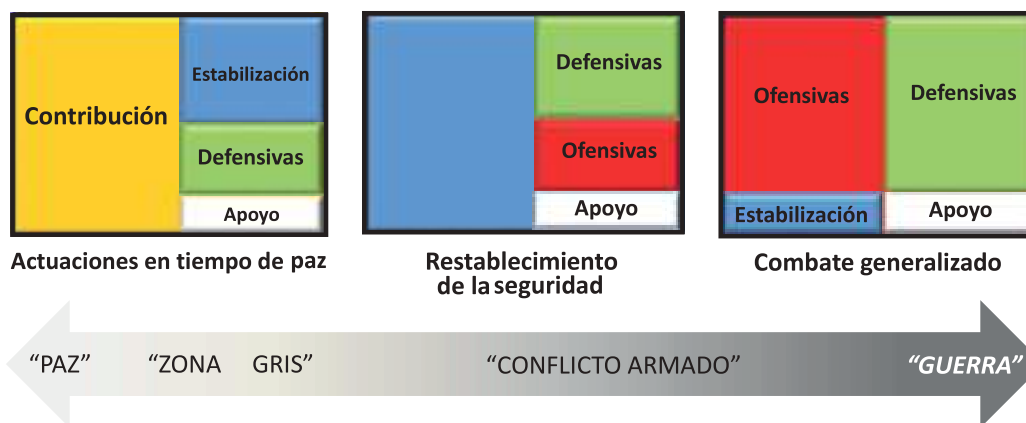 Contribución
Estabilización
Defensivas
Apoyo
Actuaciones en tiempo de paz
Defensivas
Ofensivas
Apoyo
Restablecimiento
de la seguridad
Ofensivas
Defensivas
Estabilización
Apoyo
Combate generalizado
“PAZ” “ZONA GRIS” “CONFLICTO ARMADO” “GUERRA”